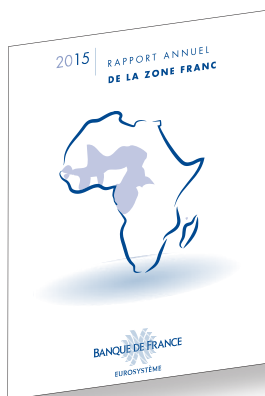 2015 RAPPORT ANNUEL
DE LA ZONE FRANC
BANQUE DE FRANCE
EUROSYSTÈME